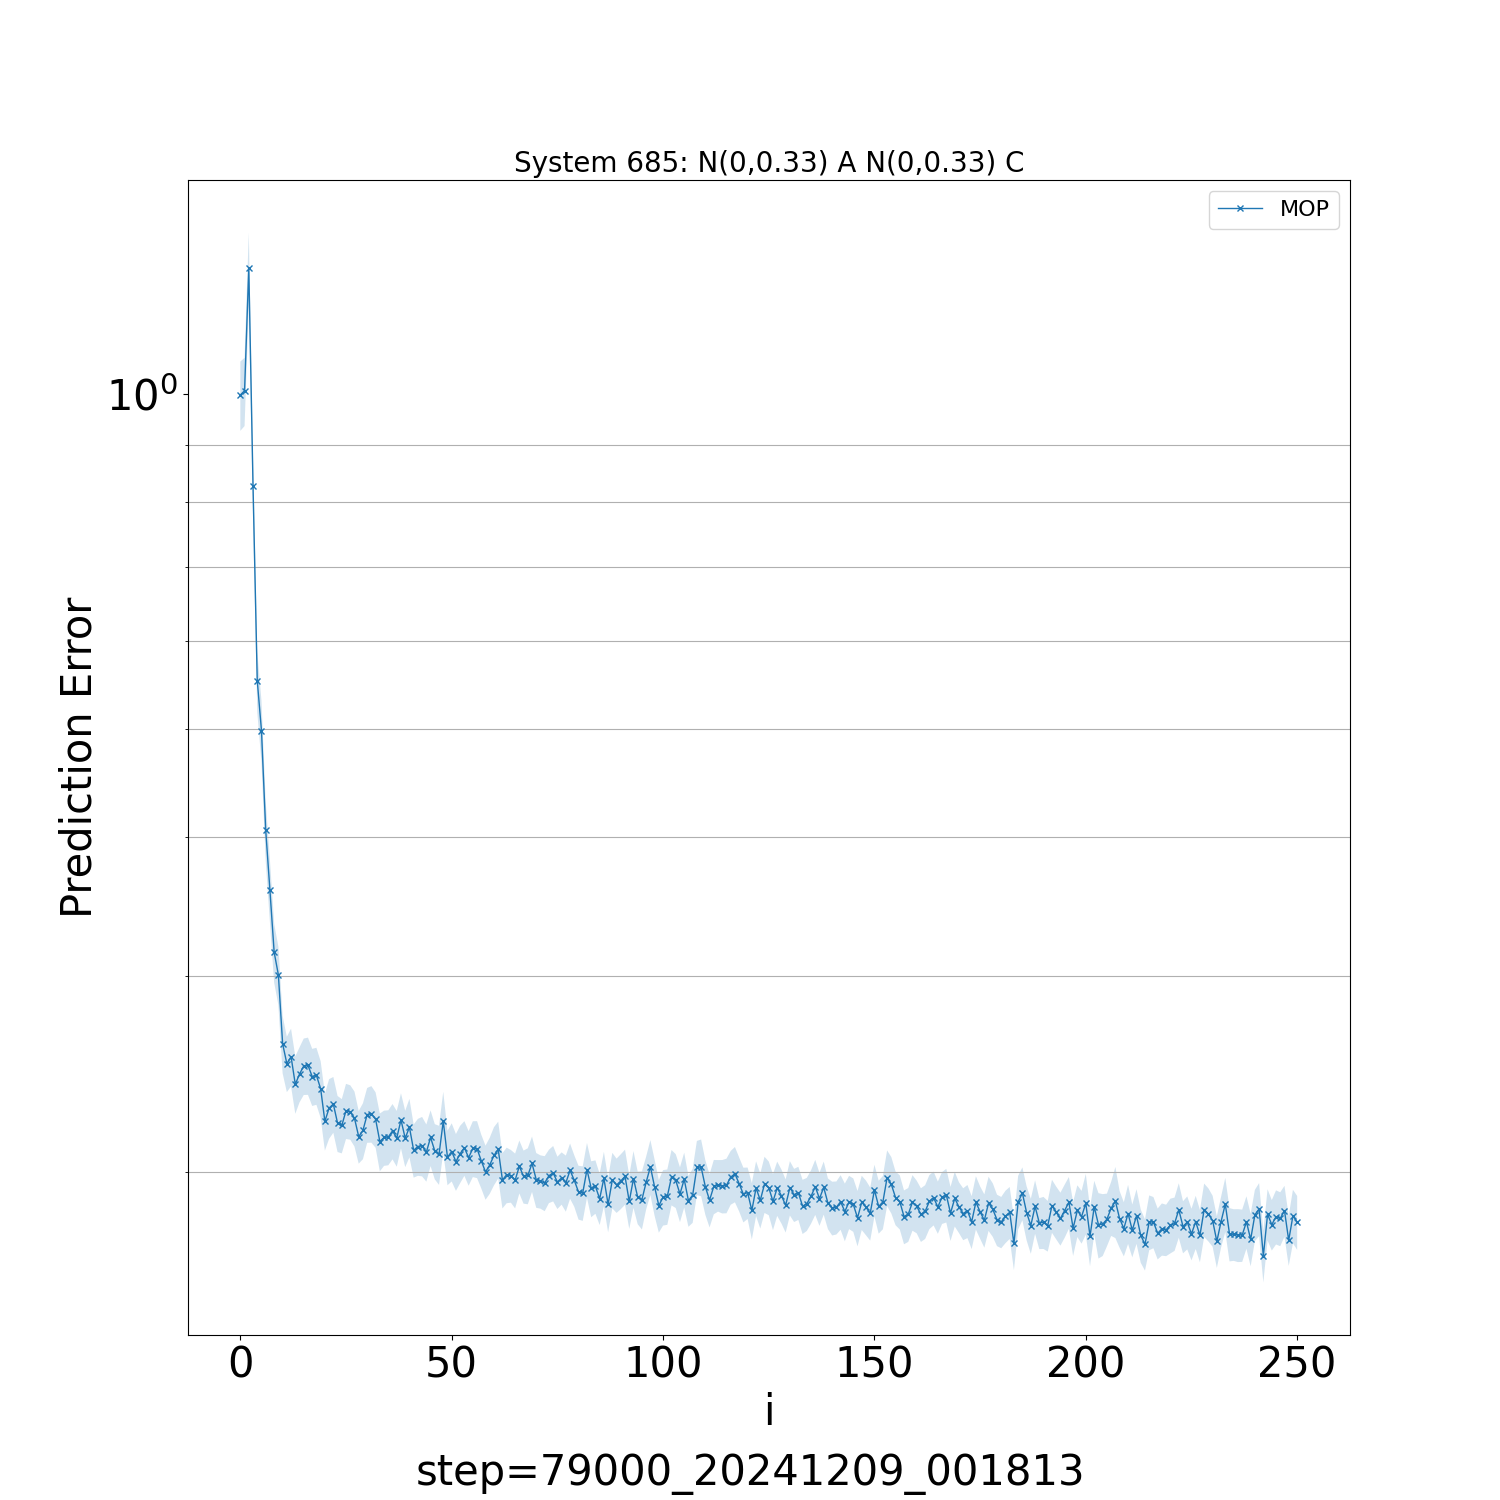 System 685: N(0,0.33) A N(0,0.33) C
MOP
10⁰
Prediction Error
0 50 100 150 200 250
i
step=79000_20241209_001813